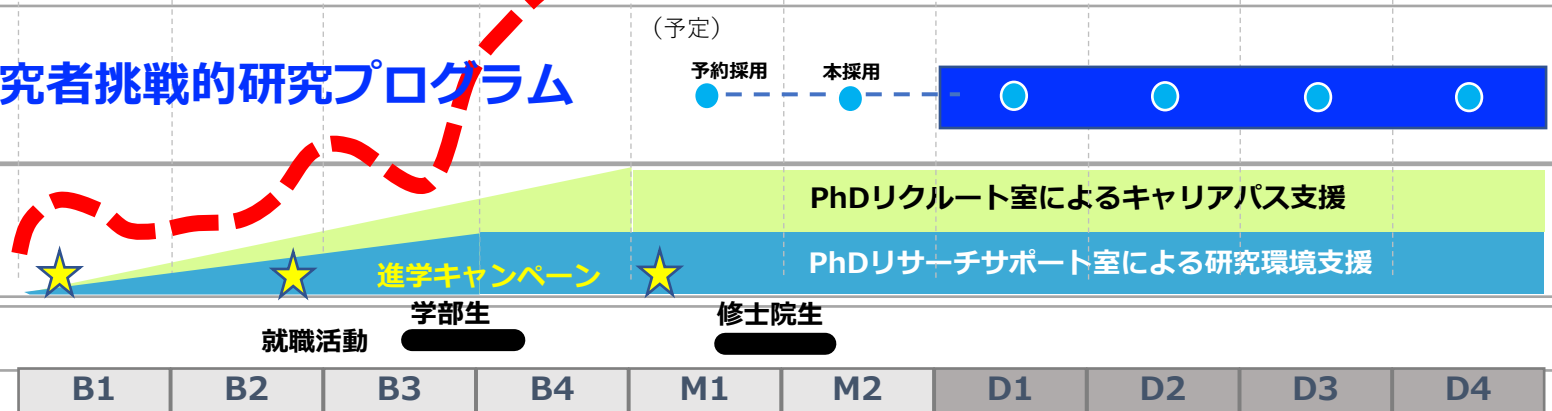 （予定）
究者挑戦的研究プログラム
予約採用
本採用
PhDリクルート室によるキャリアパス支援
PhDリサーチサポート室による研究環境支援
進学キャンペーン
学部生
修士院生
就職活動
B1
B2
B3
B4
M1
M2
D1
D2
D3
D4